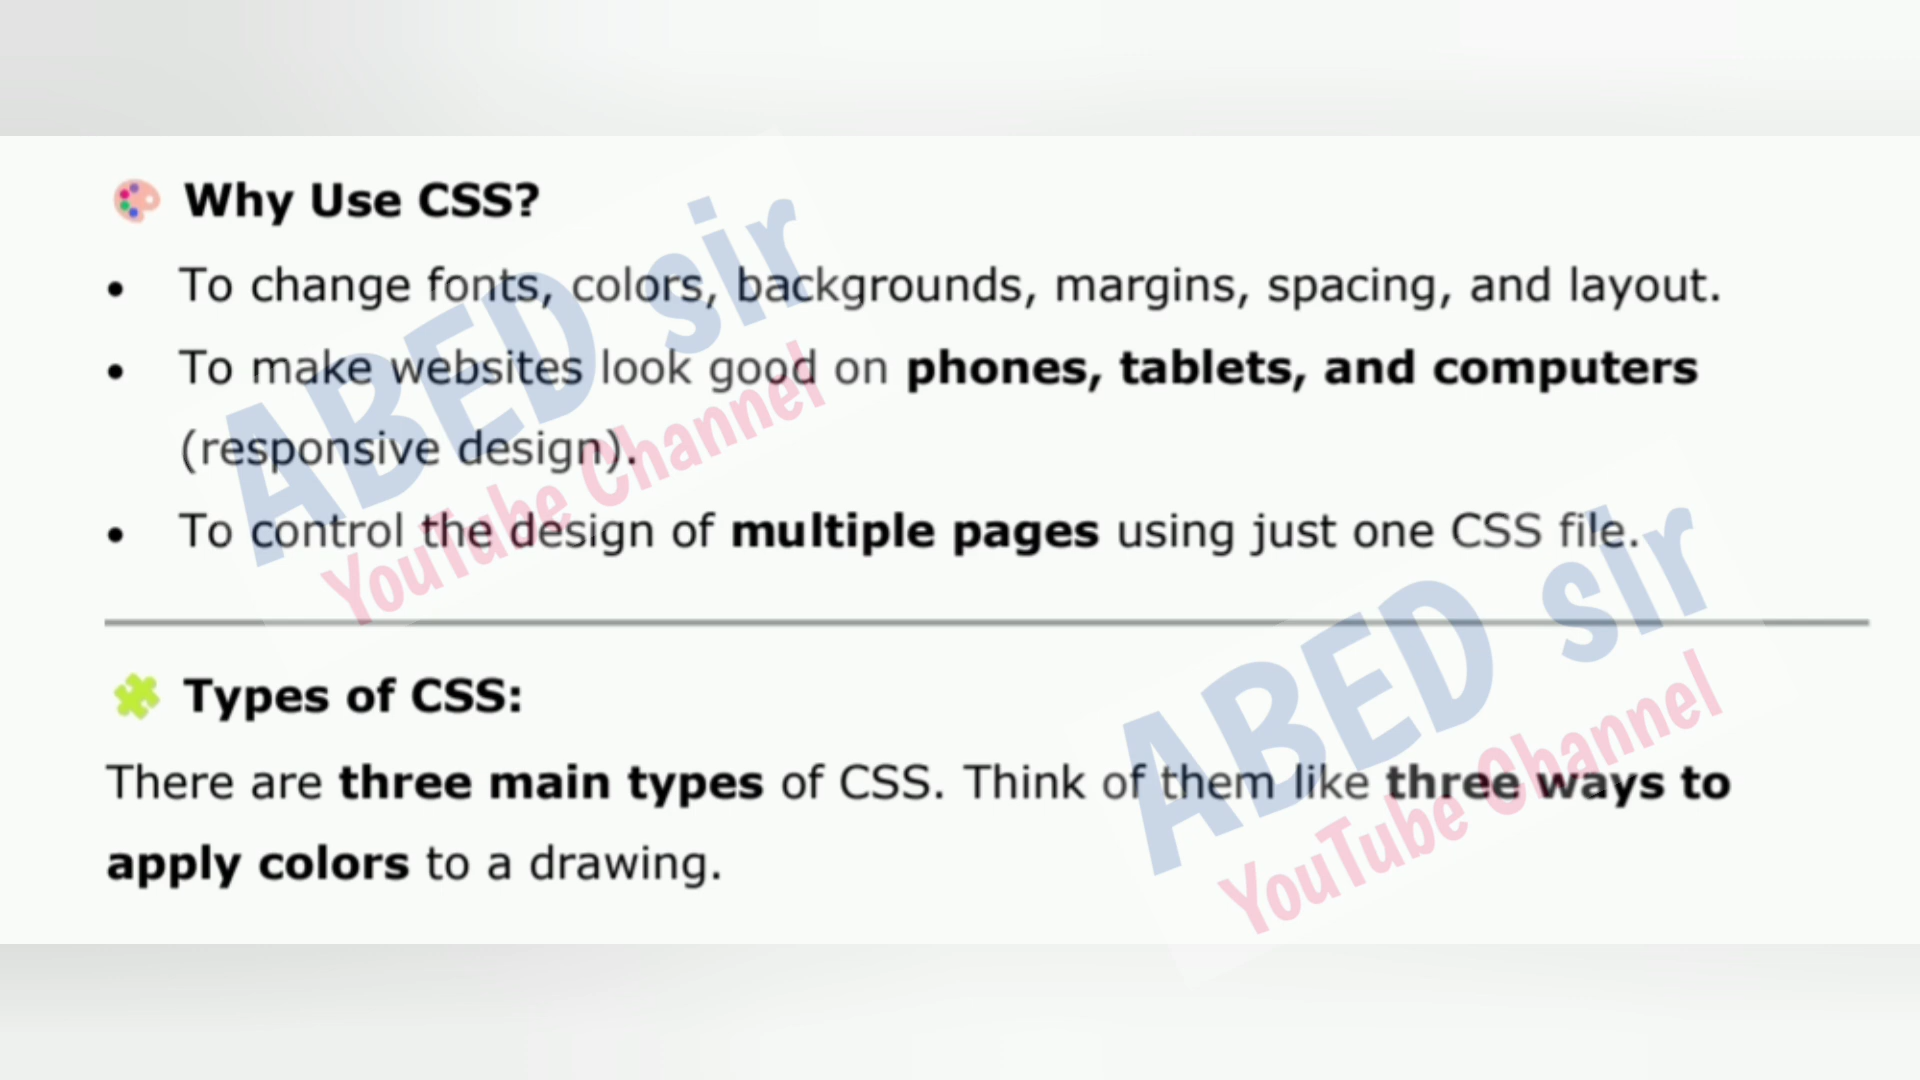 🎨 Why Use CSS?
• To change fonts, colors, backgrounds, margins, spacing, and layout.
• To make websites look good on phones, tablets, and computers
(responsive design).
• To control the design of multiple pages using just one CSS file.
🧩 Types of CSS:
There are three main types of CSS. Think of them like three ways to
apply colors to a drawing.
ABED sir
YouTube Channel
ABED sir
YouTube Channel